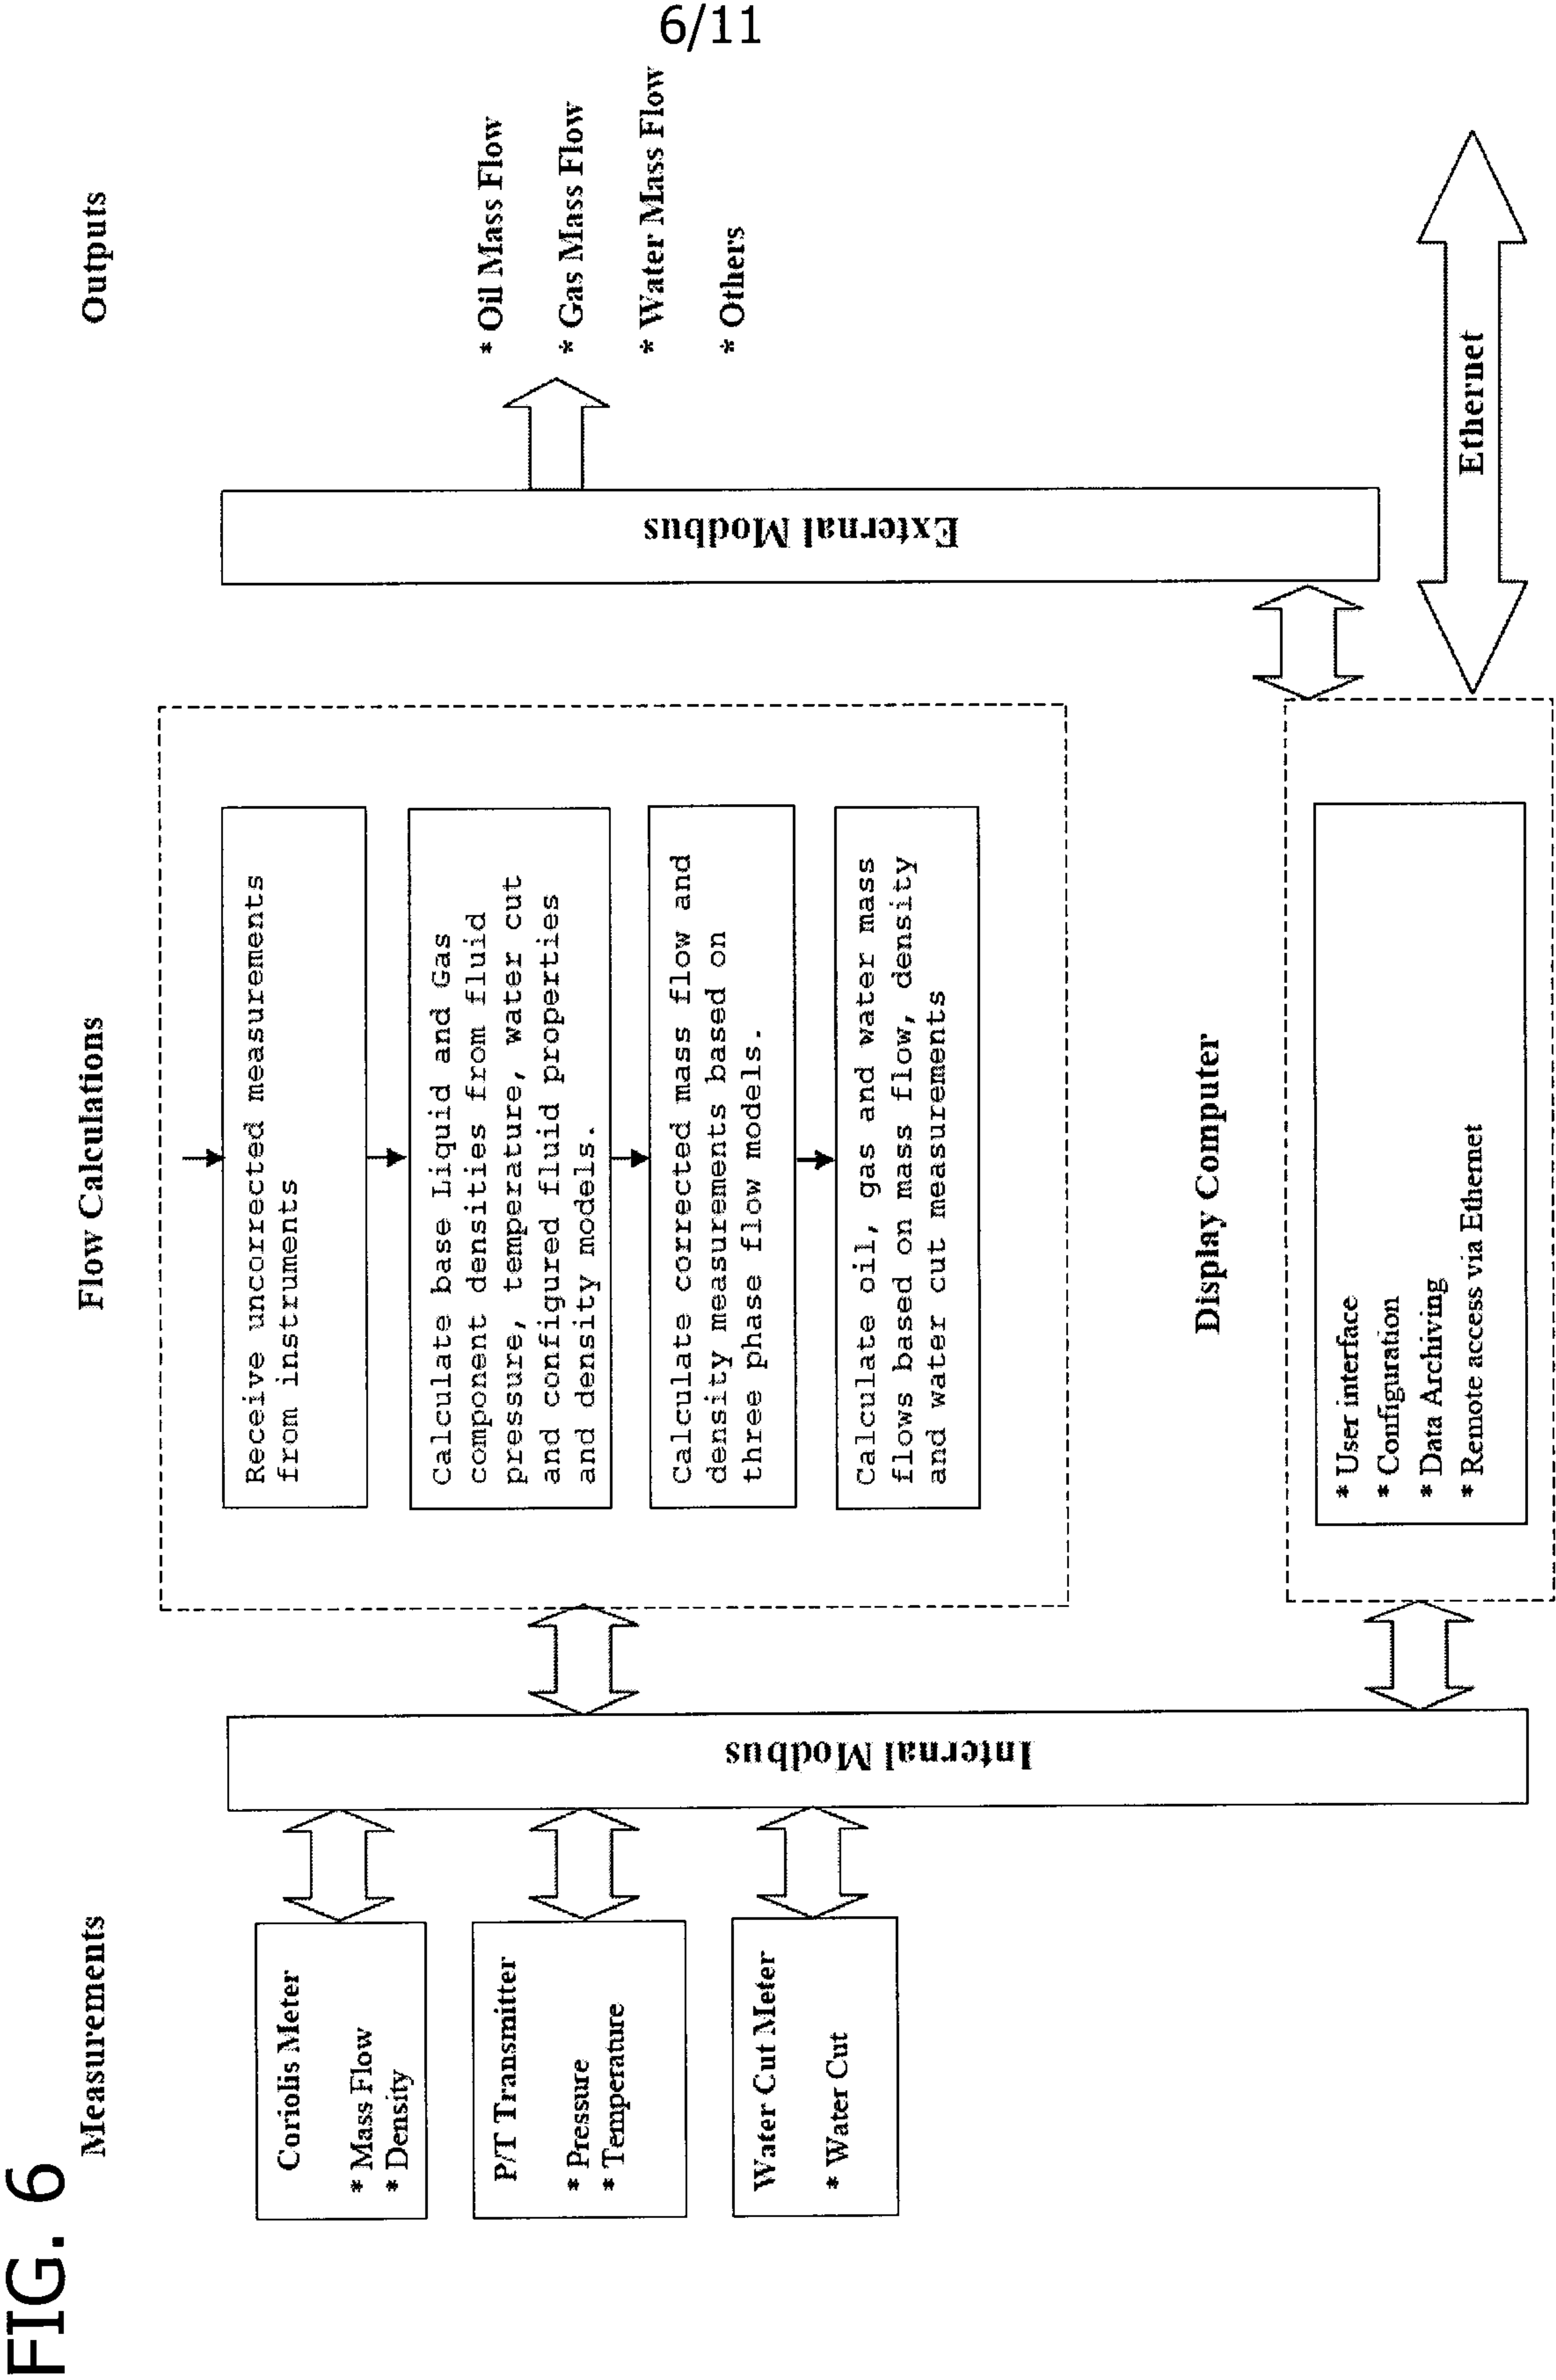 6/11
FIG. 6
Measurements
Coriolis Meter
* Mass Flow
* Density
P/T Transmitter
* Pressure
* Temperature
Water Cut Meter
* Water Cut
Internal Modbus
Flow Calculations
Receive uncorrected measurements
from instruments
Calculate base Liquid and Gas
component densities from fluid
pressure, temperature, water cut
and configured fluid properties
and density models.
Calculate corrected mass flow and
density measurements based on
three phase flow models.
Calculate oil, gas and water mass
flows based on mass flow, density
and water cut measurements
Display Computer
* User interface
* Configuration
* Data Archiving
* Remote access via Ethernet
External Modbus
Outputs
* Oil Mass Flow
* Gas Mass Flow
* Water Mass Flow
* Others
Ethernet